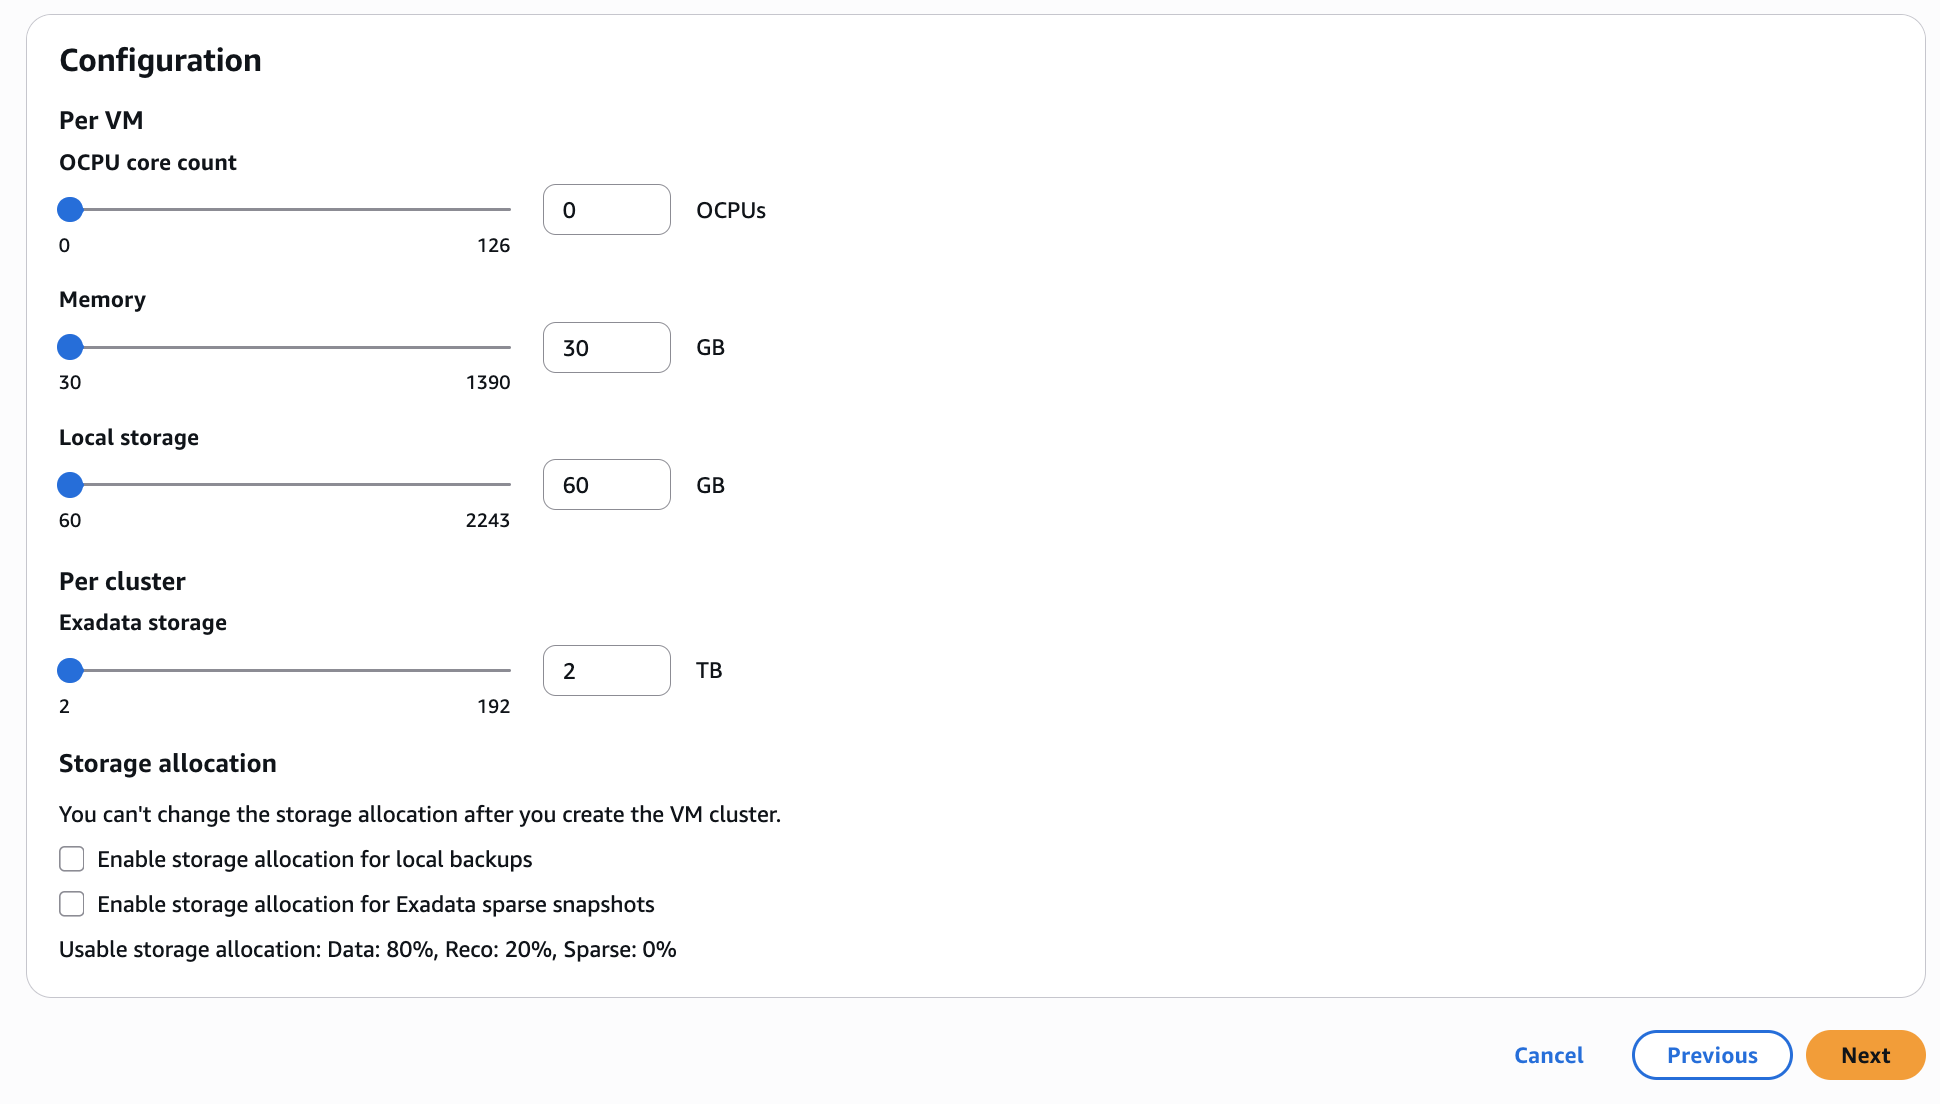 Configuration
Per VM
OCPU core count
0 OCPUs
0 126
Memory
30 GB
30 1390
Local storage
60 GB
60 2243
Per cluster
Exadata storage
2 TB
2 192
Storage allocation
You can't change the storage allocation after you create the VM cluster.
Enable storage allocation for local backups
Enable storage allocation for Exadata sparse snapshots
Usable storage allocation: Data: 80%, Reco: 20%, Sparse: 0%
Cancel Previous Next